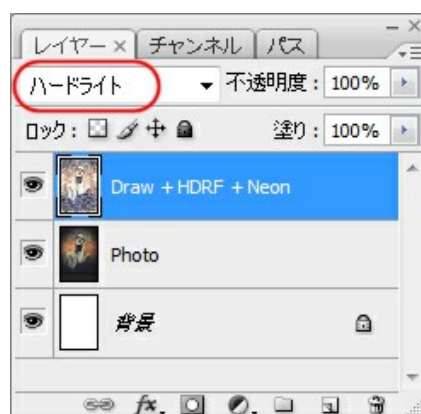 レイヤー × チャンネル パス
ハードライト 不透明度: 100%
ロック: 塗り: 100%
Draw + HDRF + Neon
Photo
背景
fx.